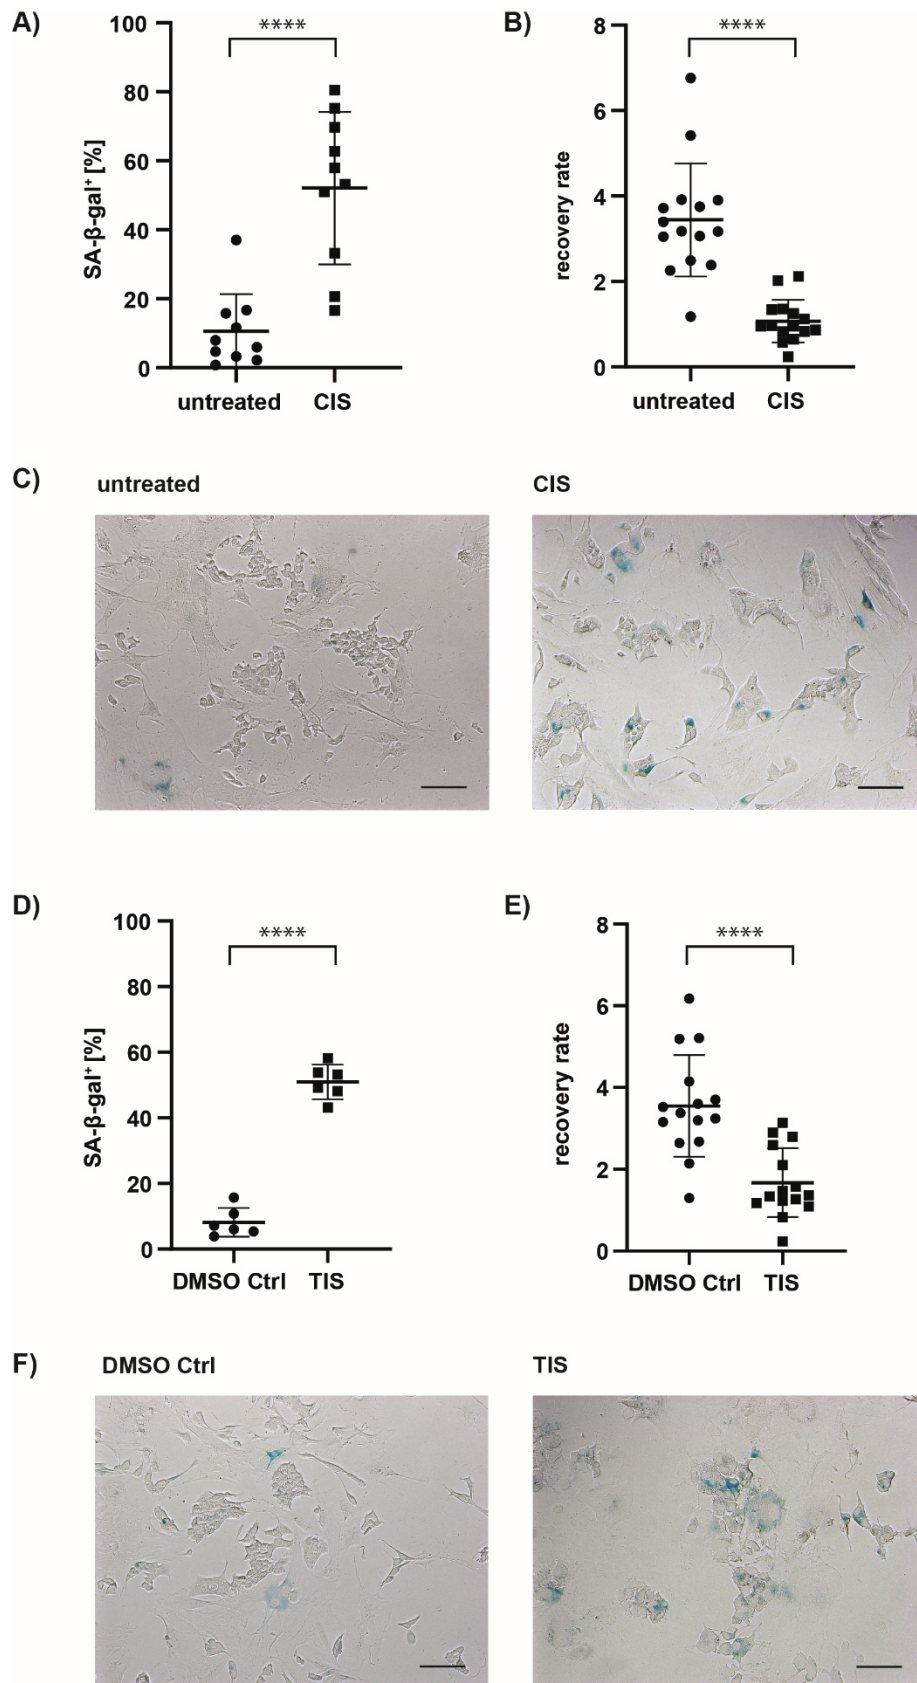 A)
****
100
80
60
40
20
0
SA-β-gal⁺ [%]
untreated CIS
B)
****
8
6
4
2
0
recovery rate
untreated CIS
C)
untreated CIS
D)
****
100
80
60
40
20
0
SA-β-gal⁺ [%]
DMSO Ctrl TIS
E)
****
8
6
4
2
0
recovery rate
DMSO Ctrl TIS
F)
DMSO Ctrl TIS